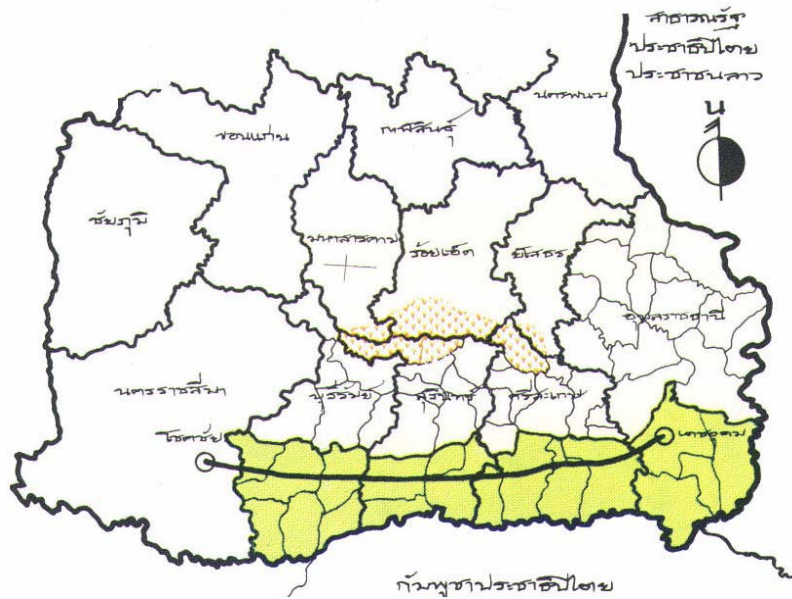 สาธารณรัฐ
ประชาธิปไตย
ประชาชนลาว
น
นครพนม
กาฬสินธุ์
ขอนแก่น
ชัยภูมิ
มหาสารคาม
ร้อยเอ็ด
ยโสธร
อุบลราชธานี
นครราชสีมา
บุรีรัมย์
สุรินทร์
ศรีสะเกษ
โชคชัย
เดชอุดม
กัมพูชาประชาธิปไตย